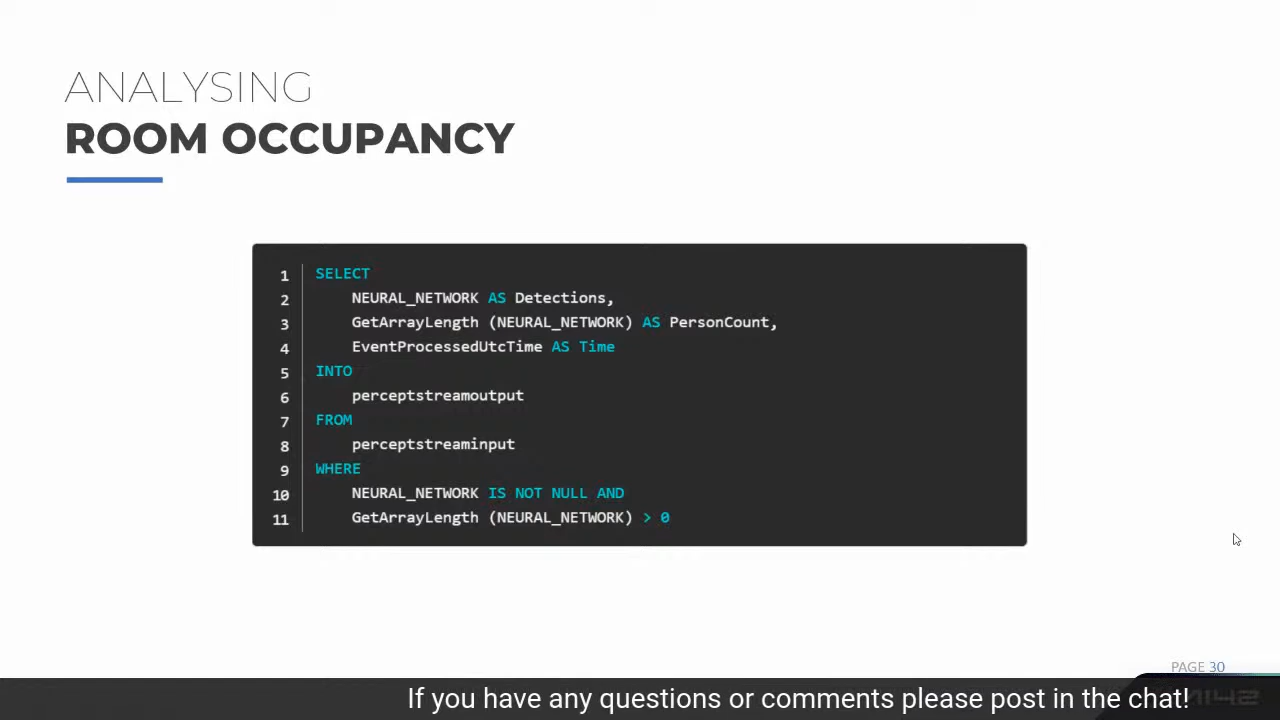 ANALYSING
ROOM OCCUPANCY
1 SELECT
2 NEURAL_NETWORK AS Detections,
3 GetArrayLength (NEURAL_NETWORK) AS PersonCount,
4 EventProcessedUtcTime AS Time
5 INTO
6 perceptstreamoutput
7 FROM
8 perceptstreaminput
9 WHERE
10 NEURAL_NETWORK IS NOT NULL AND
11 GetArrayLength (NEURAL_NETWORK) > 0
PAGE 30
If you have any questions or comments please post in the chat!